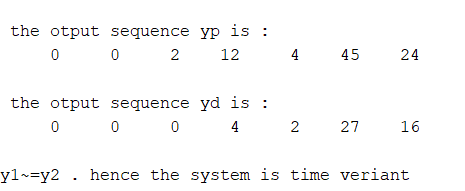 the otput sequence yp is :
0 0 2 12 4 45 24
the otput sequence yd is :
0 0 0 4 2 27 16
y1~=y2 . hence the system is time veriant